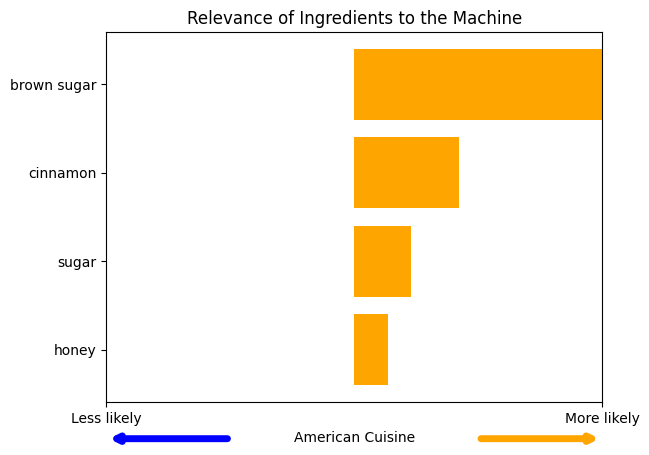 Relevance of Ingredients to the Machine
brown sugar
cinnamon
sugar
honey
Less likely
More likely
American Cuisine